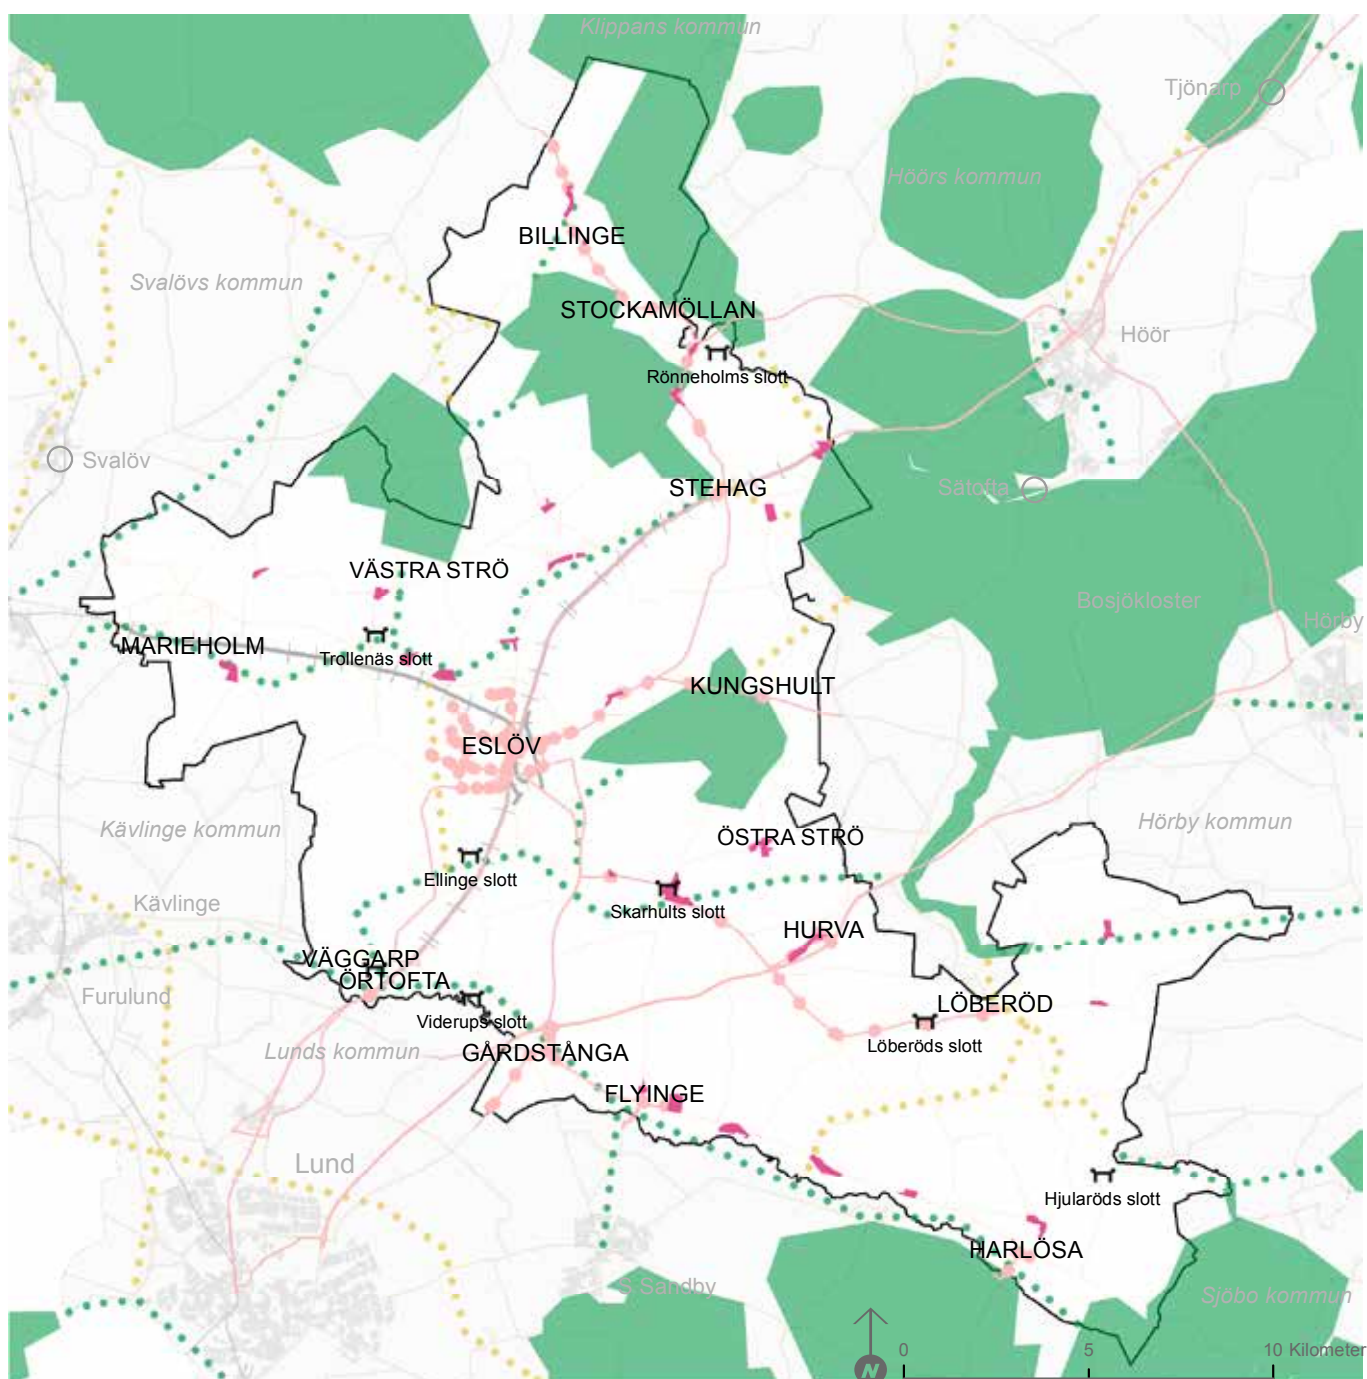 Klippans kommun
Tjönarp
Höörs kommun
BILLINGE
Svalövs kommun
STOCKAMÖLLAN
Höör
Rönneholms slott
Svalöv
STEHAG
Sätofta
VÄSTRA STRÖ
Bosjökloster
Hörby
MARIEHOLM
Trollenäs slott
KUNGSHULT
ESLÖV
Kävlinge kommun
ÖSTRA STRÖ
Hörby kommun
Ellinge slott
Kävlinge
Skarhults slott
HURVA
VÄGGARP
ÖRTOFTA
Furulund
Viderups slott
LÖBERÖD
Löberöds slott
Lunds kommun
GÅRDSTÅNGA
FLYINGE
Lund
Hjularöds slott
HARLÖSA
S Sandby
Sjöbo kommun
N
0 5 10 Kilometer